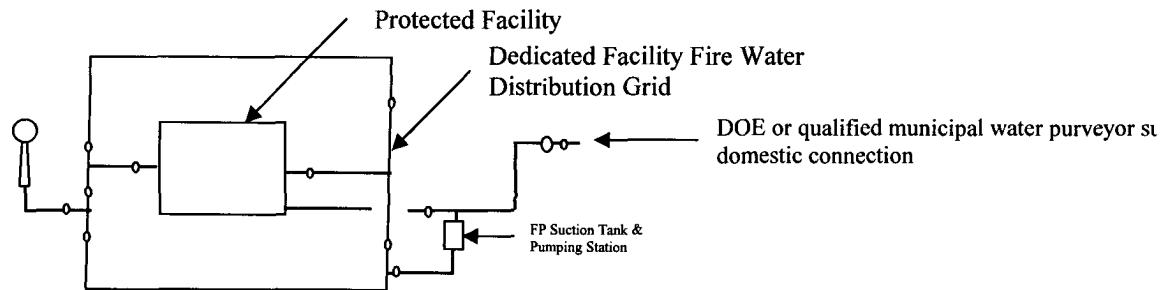 Protected Facility
Dedicated Facility Fire Water
Distribution Grid
DOE or qualified municipal water purveyor
domestic connection
FP Suction Tank &
Pumping Station